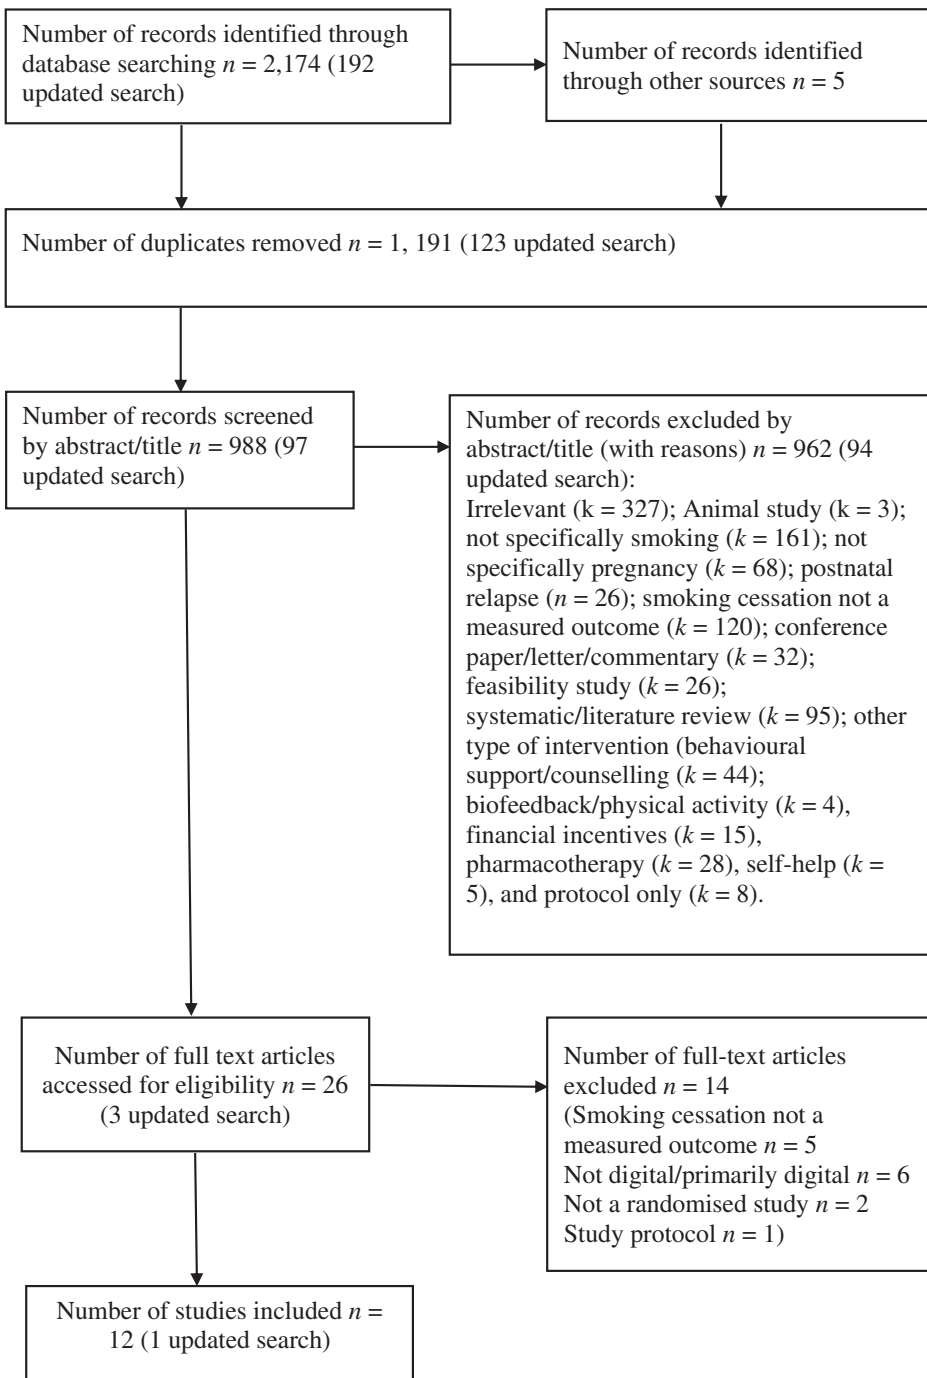 Number of records identified through
database searching n = 2,174 (192
updated search)
Number of records identified
through other sources n = 5
Number of duplicates removed n = 1, 191 (123 updated search)
Number of records screened
by abstract/title n = 988 (97
updated search)
Number of records excluded by
abstract/title (with reasons) n = 962 (94
updated search):
Irrelevant (k = 327); Animal study (k = 3);
not specifically smoking (k = 161); not
specifically pregnancy (k = 68); postnatal
relapse (n = 26); smoking cessation not a
measured outcome (k = 120); conference
paper/letter/commentary (k = 32);
feasibility study (k = 26);
systematic/literature review (k = 95); other
type of intervention (behavioural
support/counselling (k = 44);
biofeedback/physical activity (k = 4),
financial incentives (k = 15),
pharmacotherapy (k = 28), self-help (k =
5), and protocol only (k = 8).
Number of full text articles
accessed for eligibility n = 26
(3 updated search)
Number of full-text articles
excluded n = 14
(Smoking cessation not a
measured outcome n = 5
Not digital/primarily digital n = 6
Not a randomised study n = 2
Study protocol n = 1)
Number of studies included n =
12 (1 updated search)